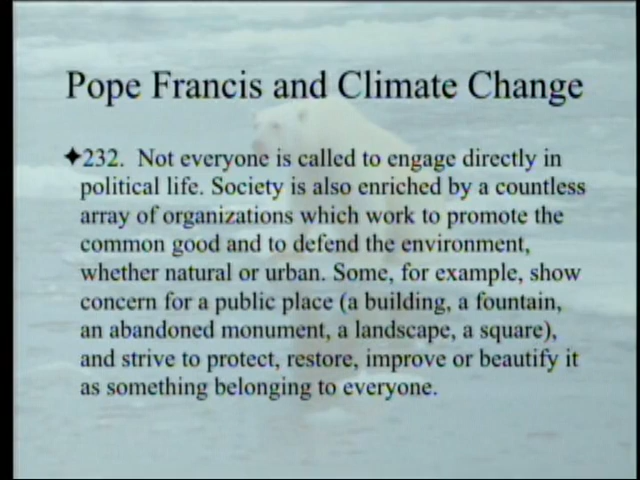 Pope Francis and Climate Change
✦232. Not everyone is called to engage directly in
political life. Society is also enriched by a countless
array of organizations which work to promote the
common good and to defend the environment,
whether natural or urban. Some, for example, show
concern for a public place (a building, a fountain,
an abandoned monument, a landscape, a square),
and strive to protect, restore, improve or beautify it
as something belonging to everyone.